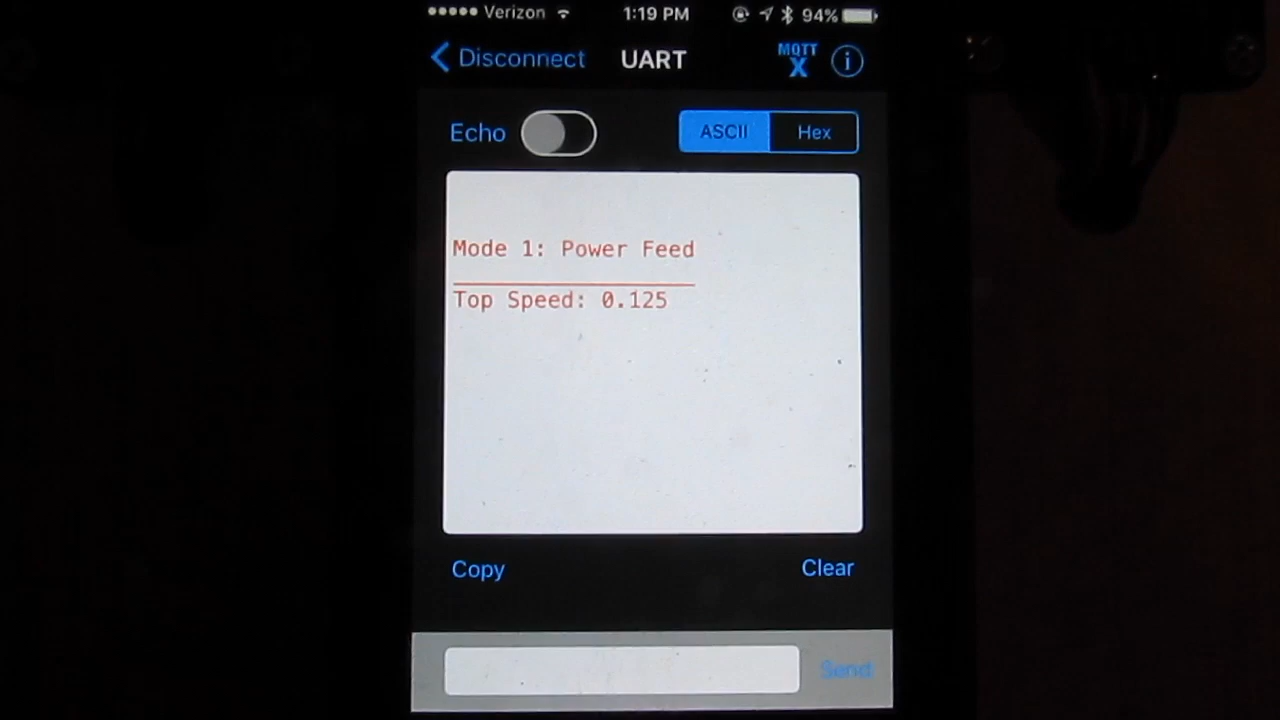 Verizon 1:19 PM 94%
Disconnect UART MQTT X i
Echo ASCII Hex
Mode 1: Power Feed
Top Speed: 0.125
Copy Clear
Send